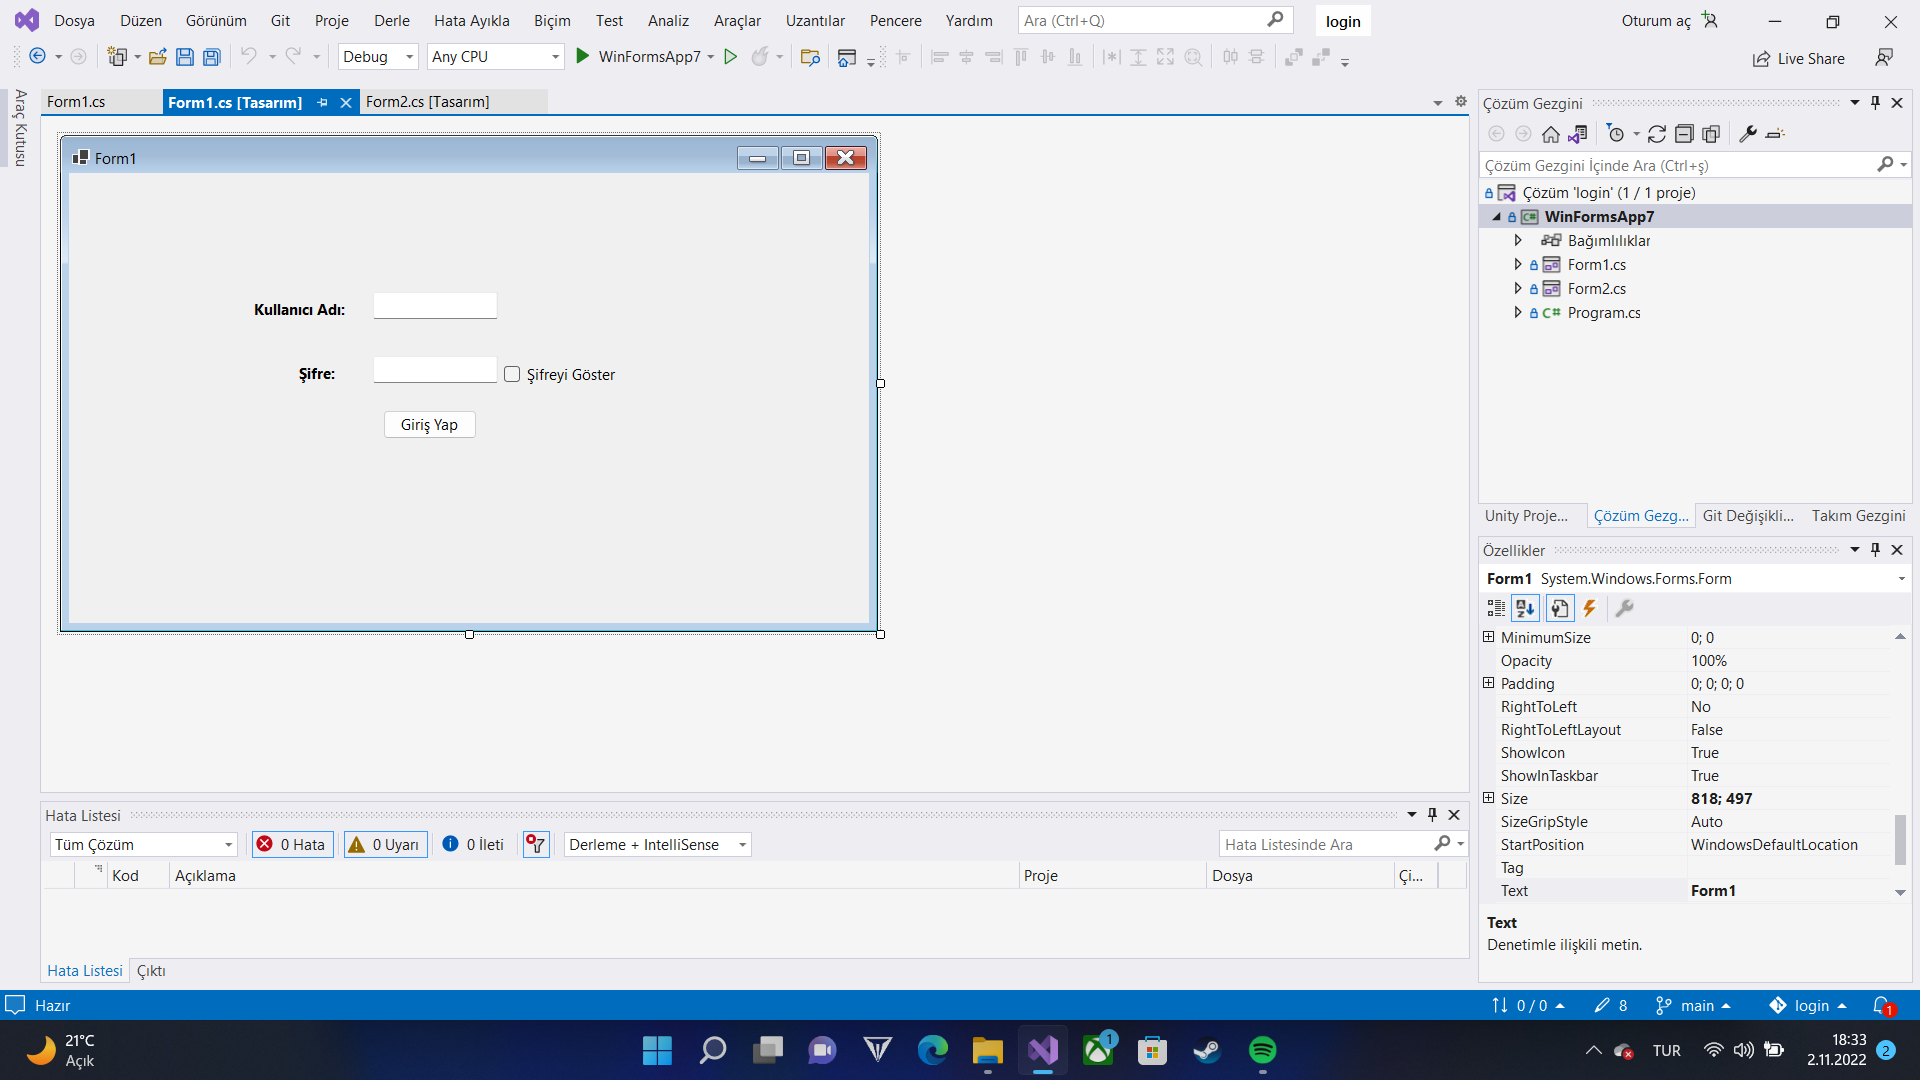 Dosya Düzen Görünüm Git Proje Derle Hata Ayıkla Biçim Test Analiz Araçlar Uzantılar Pencere Yardım Ara (Ctrl+Q) login Oturum aç
Debug Any CPU WinFormsApp7 Live Share
Araç Kutusu
Form1.cs Form1.cs [Tasarım] Form2.cs [Tasarım]
Form1
Kullanıcı Adı:
Şifre: Şifreyi Göster
Giriş Yap
Çözüm Gezgini
Çözüm Gezgini İçinde Ara (Ctrl+ş)
Çözüm 'login' (1 / 1 proje)
WinFormsApp7
Bağımlılıklar
Form1.cs
Form2.cs
C# Program.cs
Unity Proje... Çözüm Gezg... Git Değişikli... Takım Gezgini
Özellikler
Form1 System.Windows.Forms.Form
MinimumSize 0; 0
Opacity 100%
Padding 0; 0; 0; 0
RightToLeft No
RightToLeftLayout False
ShowIcon True
ShowInTaskbar True
Size 818; 497
SizeGripStyle Auto
StartPosition WindowsDefaultLocation
Tag
Text Form1
Text
Denetimle ilişkili metin.
Hata Listesi
Tüm Çözüm 0 Hata 0 Uyarı 0 İleti Derleme + IntelliSense Hata Listesinde Ara
Kod Açıklama Proje Dosya Çi...
Hata Listesi Çıktı
Hazır 0 / 0 8 main login 1
21°C
Açık
1
TUR
18:33
2.11.2022
2